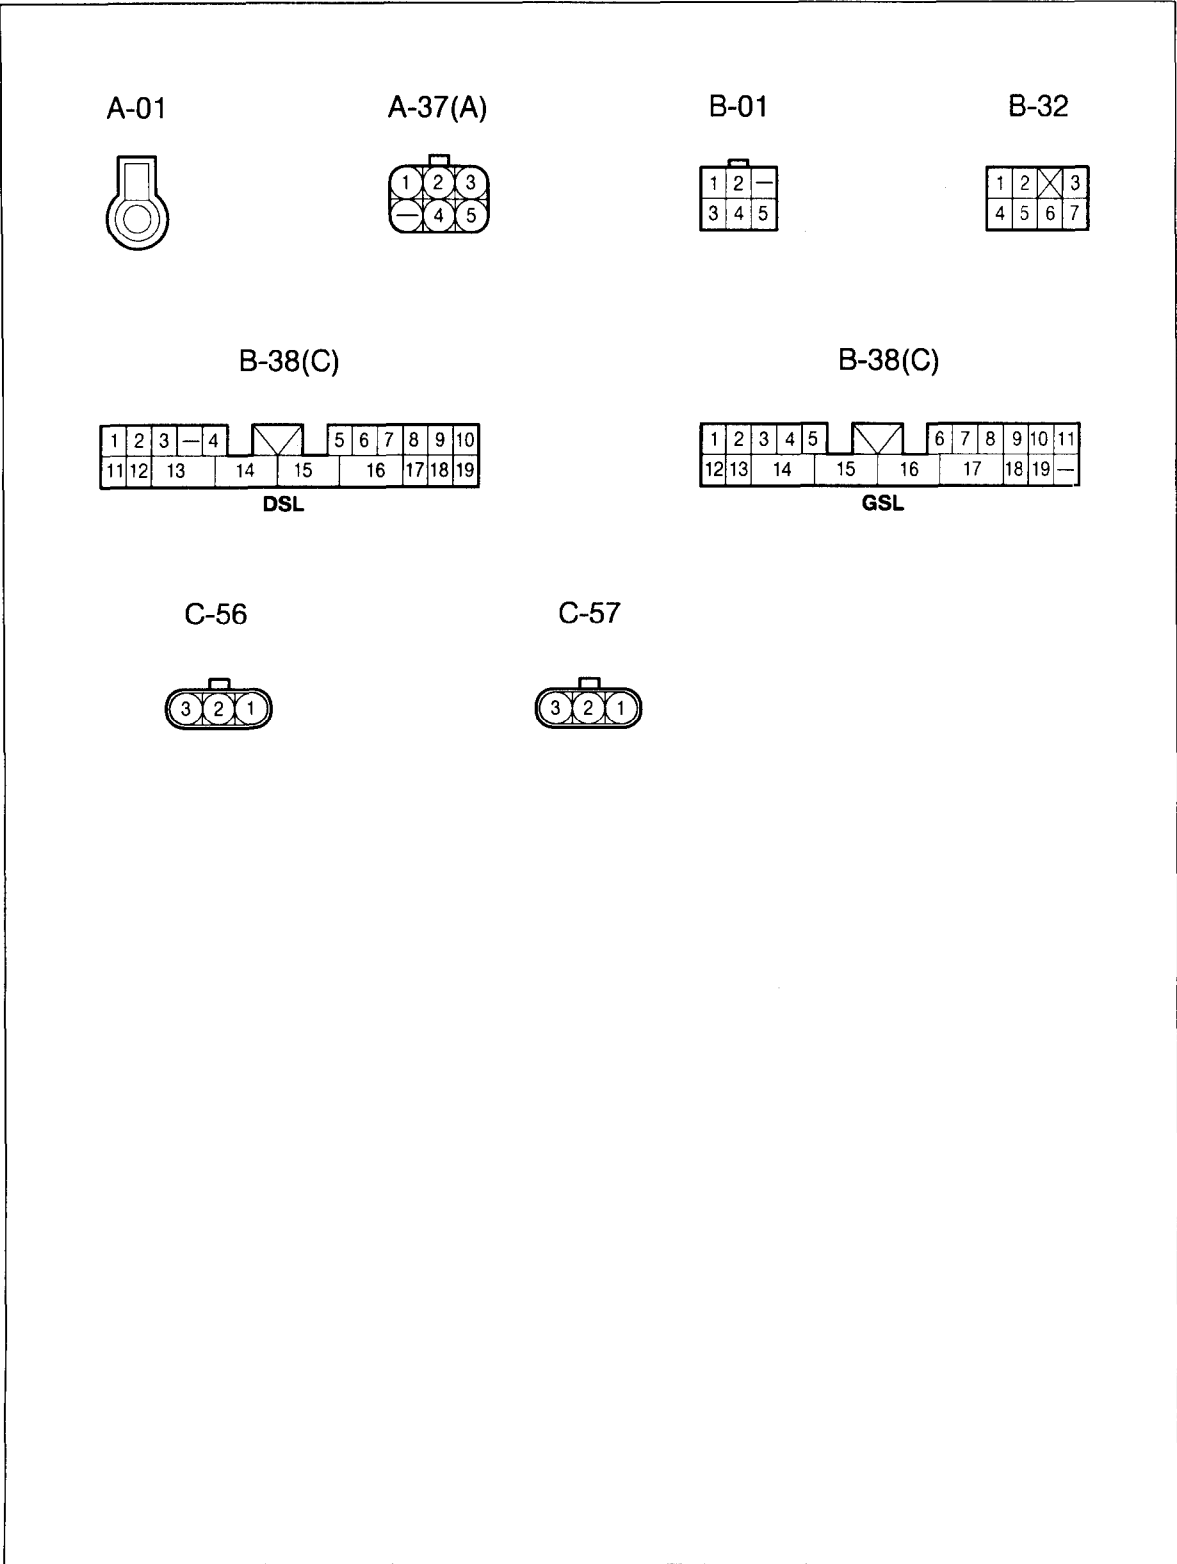 A-01 A-37(A) B-01 B-32
1 2 3 1 2 — 1 2 3
— 4 5 3 4 5 4 5 6 7
B-38(C) B-38(C)
1 2 3 — 4 5 6 7 8 9 10 1 2 3 4 5 6 7 8 9 10 11
11 12 13 14 15 16 17 18 19 12 13 14 15 16 17 18 19 —
DSL GSL
C-56 C-57
3 2 1 3 2 1